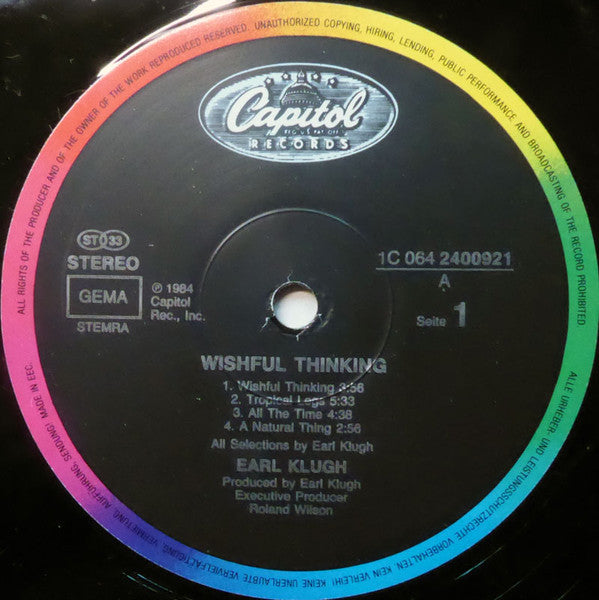 ALL RIGHTS OF THE PRODUCER AND OF THE OWNER OF THE WORK REPRODUCED RESERVED. UNAUTHORIZED COPYING, HIRING, LENDING, PUBLIC PERFORMANCE AND BROADCASTING OF THE RECORD PROHIBITED.
Capitol
REG. U.S. PAT. OFF.
RECORDS
ST 33
STEREO
GEMA
STEMRA
℗ 1984
Capitol
Rec., Inc.
1C 064 2400921
A
Seite 1
WISHFUL THINKING
1. Wishful Thinking 3:56
2. Tropical Legs 5:33
3. All The Time 4:38
4. A Natural Thing 2:56
All Selections by Earl Klugh
EARL KLUGH
Produced by Earl Klugh
Executive Producer
Roland Wilson
ALLE URHEBER- UND LEISTUNGSSCHUTZRECHTE VORBEHALTEN KEIN VERLEIH! KEINE UNERLAUBTE VERVIELFÄLTIGUNG, VERMIETUNG, AUFFÜHRUNG, SENDUNG! MADE IN EEC.